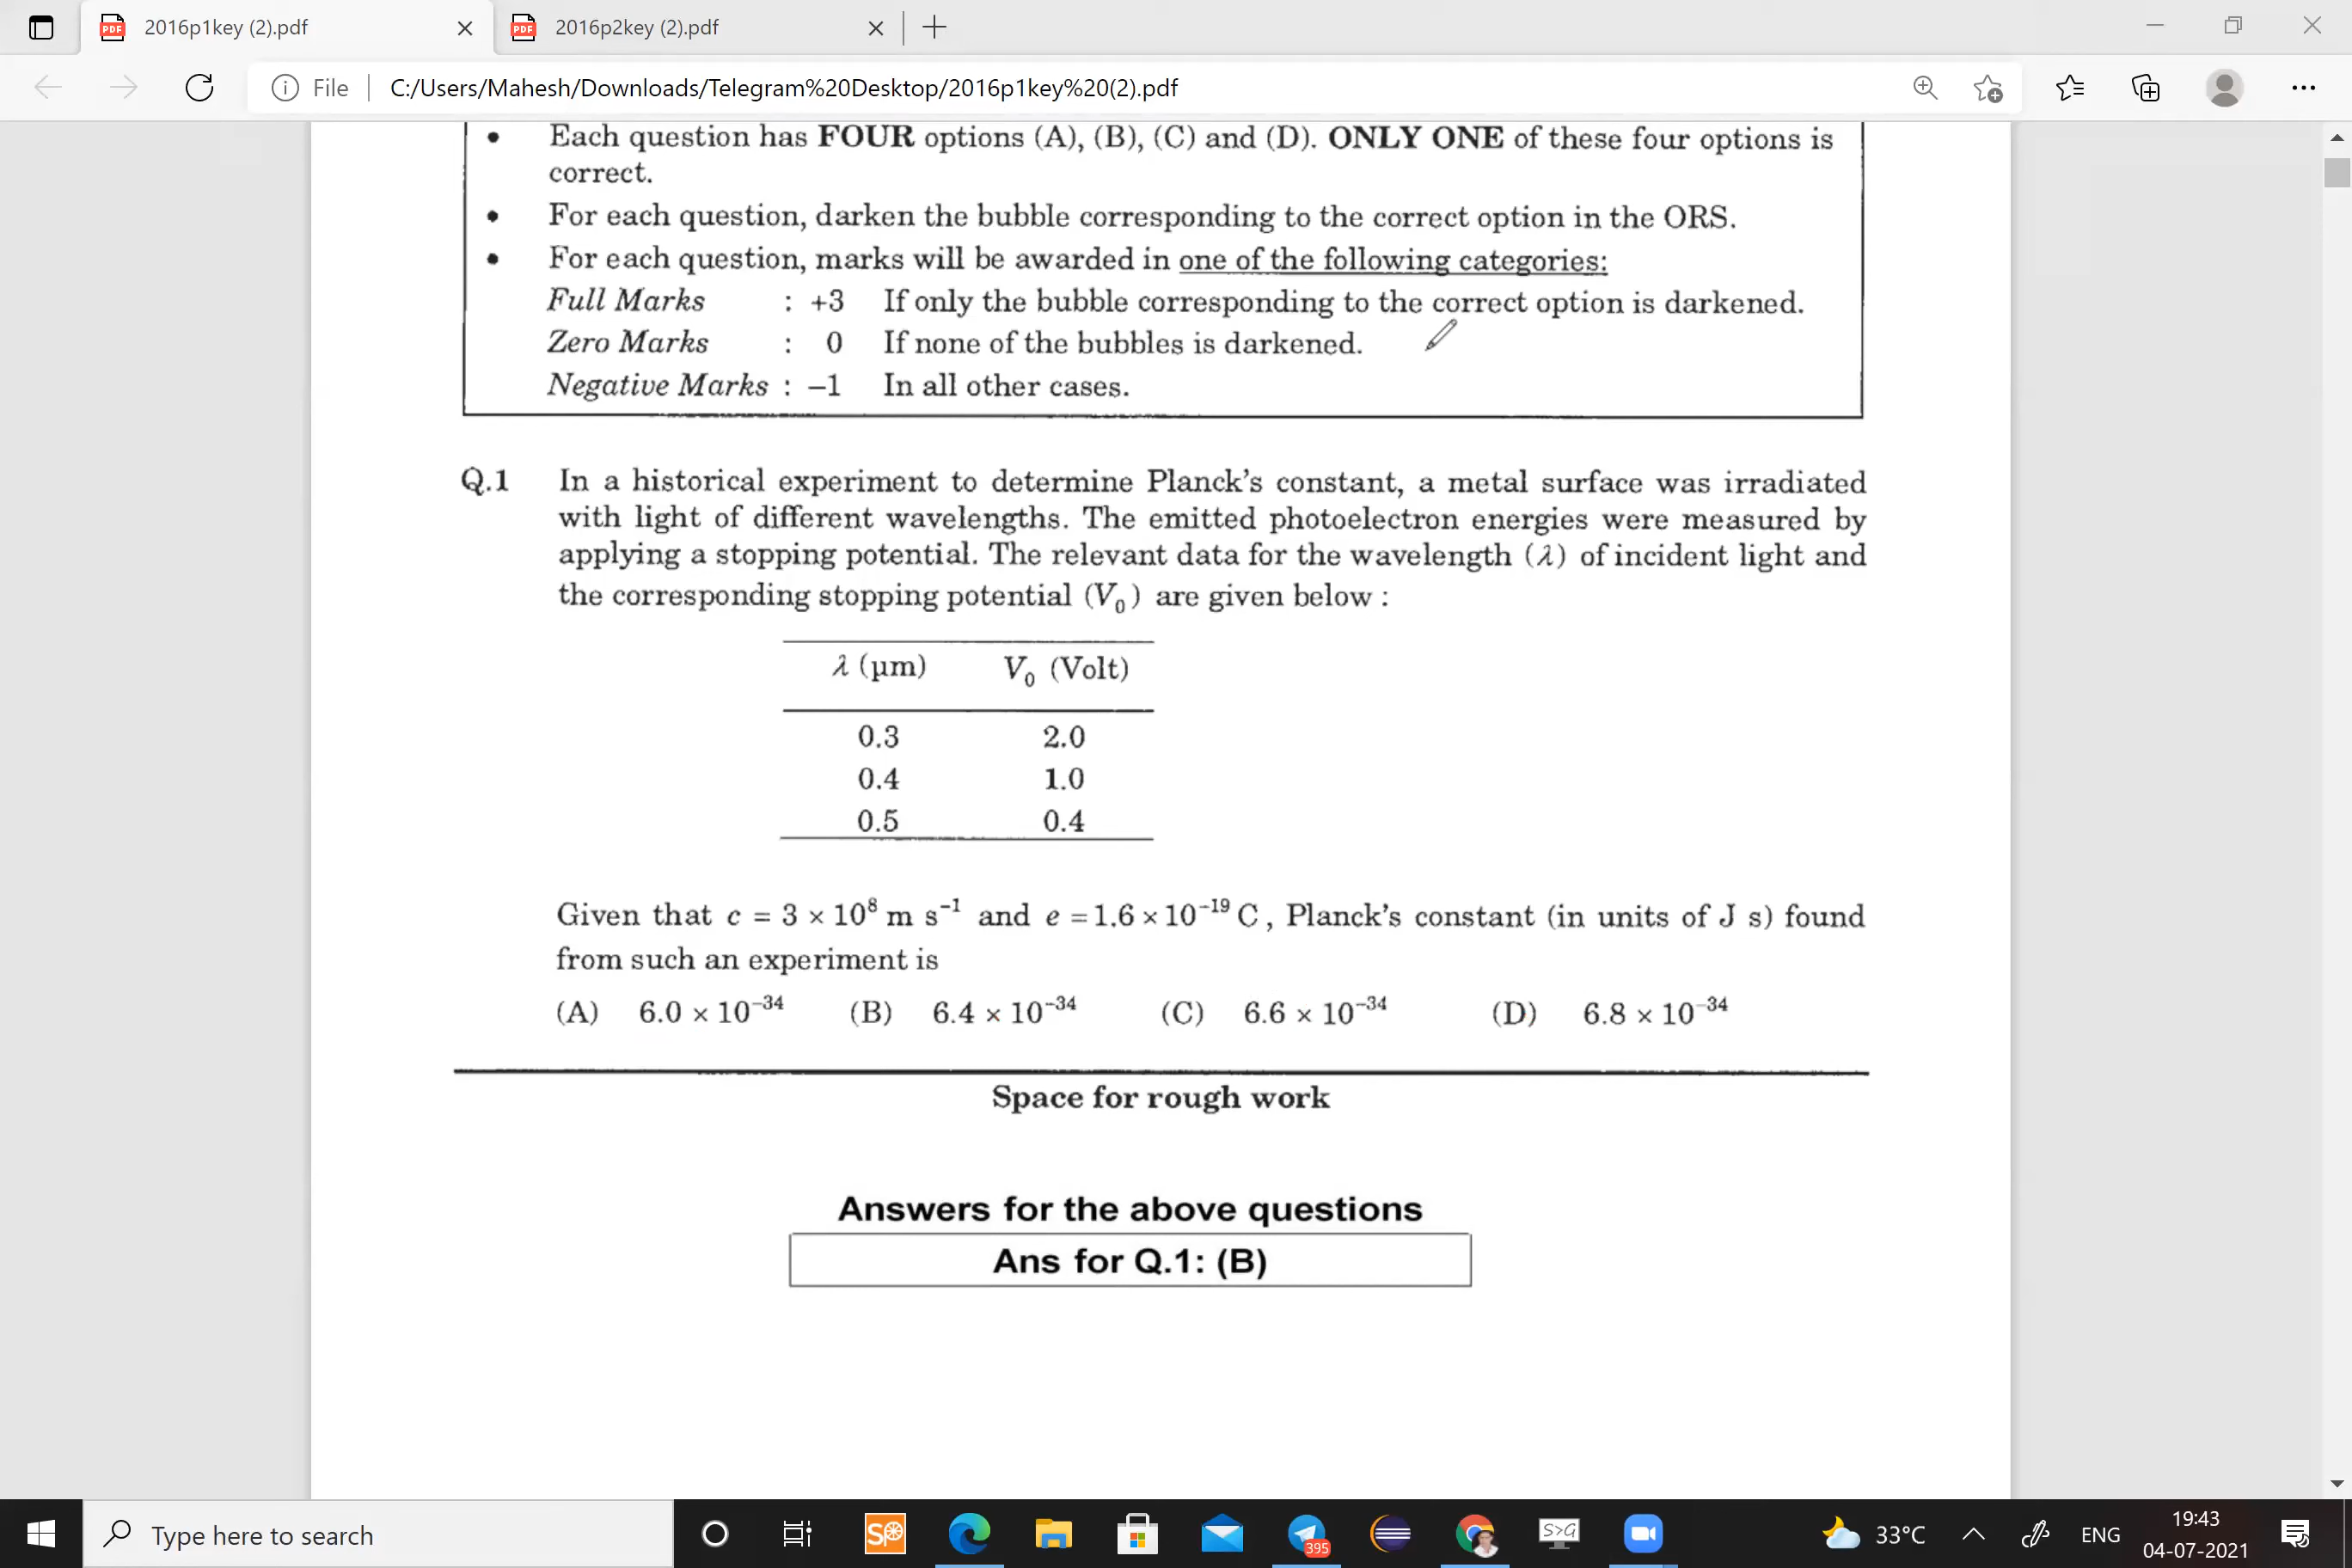 2016p1key (2).pdf
2016p2key (2).pdf
File
C:/Users/Mahesh/Downloads/Telegram%20Desktop/2016p1key%20(2).pdf
• Each question has FOUR options (A), (B), (C) and (D). ONLY ONE of these four options is
correct.
• For each question, darken the bubble corresponding to the correct option in the ORS.
• For each question, marks will be awarded in one of the following categories:
Full Marks : +3 If only the bubble corresponding to the correct option is darkened.
Zero Marks : 0 If none of the bubbles is darkened.
Negative Marks : –1 In all other cases.
Q.1 In a historical experiment to determine Planck's constant, a metal surface was irradiated
with light of different wavelengths. The emitted photoelectron energies were measured by
applying a stopping potential. The relevant data for the wavelength (λ) of incident light and
the corresponding stopping potential (V₀) are given below :
λ (µm) V₀ (Volt)
0.3 2.0
0.4 1.0
0.5 0.4
Given that c = 3 × 10⁸ m s⁻¹ and e = 1.6 × 10⁻¹⁹ C, Planck's constant (in units of J s) found
from such an experiment is
(A) 6.0 × 10⁻³⁴ (B) 6.4 × 10⁻³⁴ (C) 6.6 × 10⁻³⁴ (D) 6.8 × 10⁻³⁴
Space for rough work
Answers for the above questions
Ans for Q.1: (B)
Type here to search
SP
395
S>G
33°C
ENG
19:43
04-07-2021